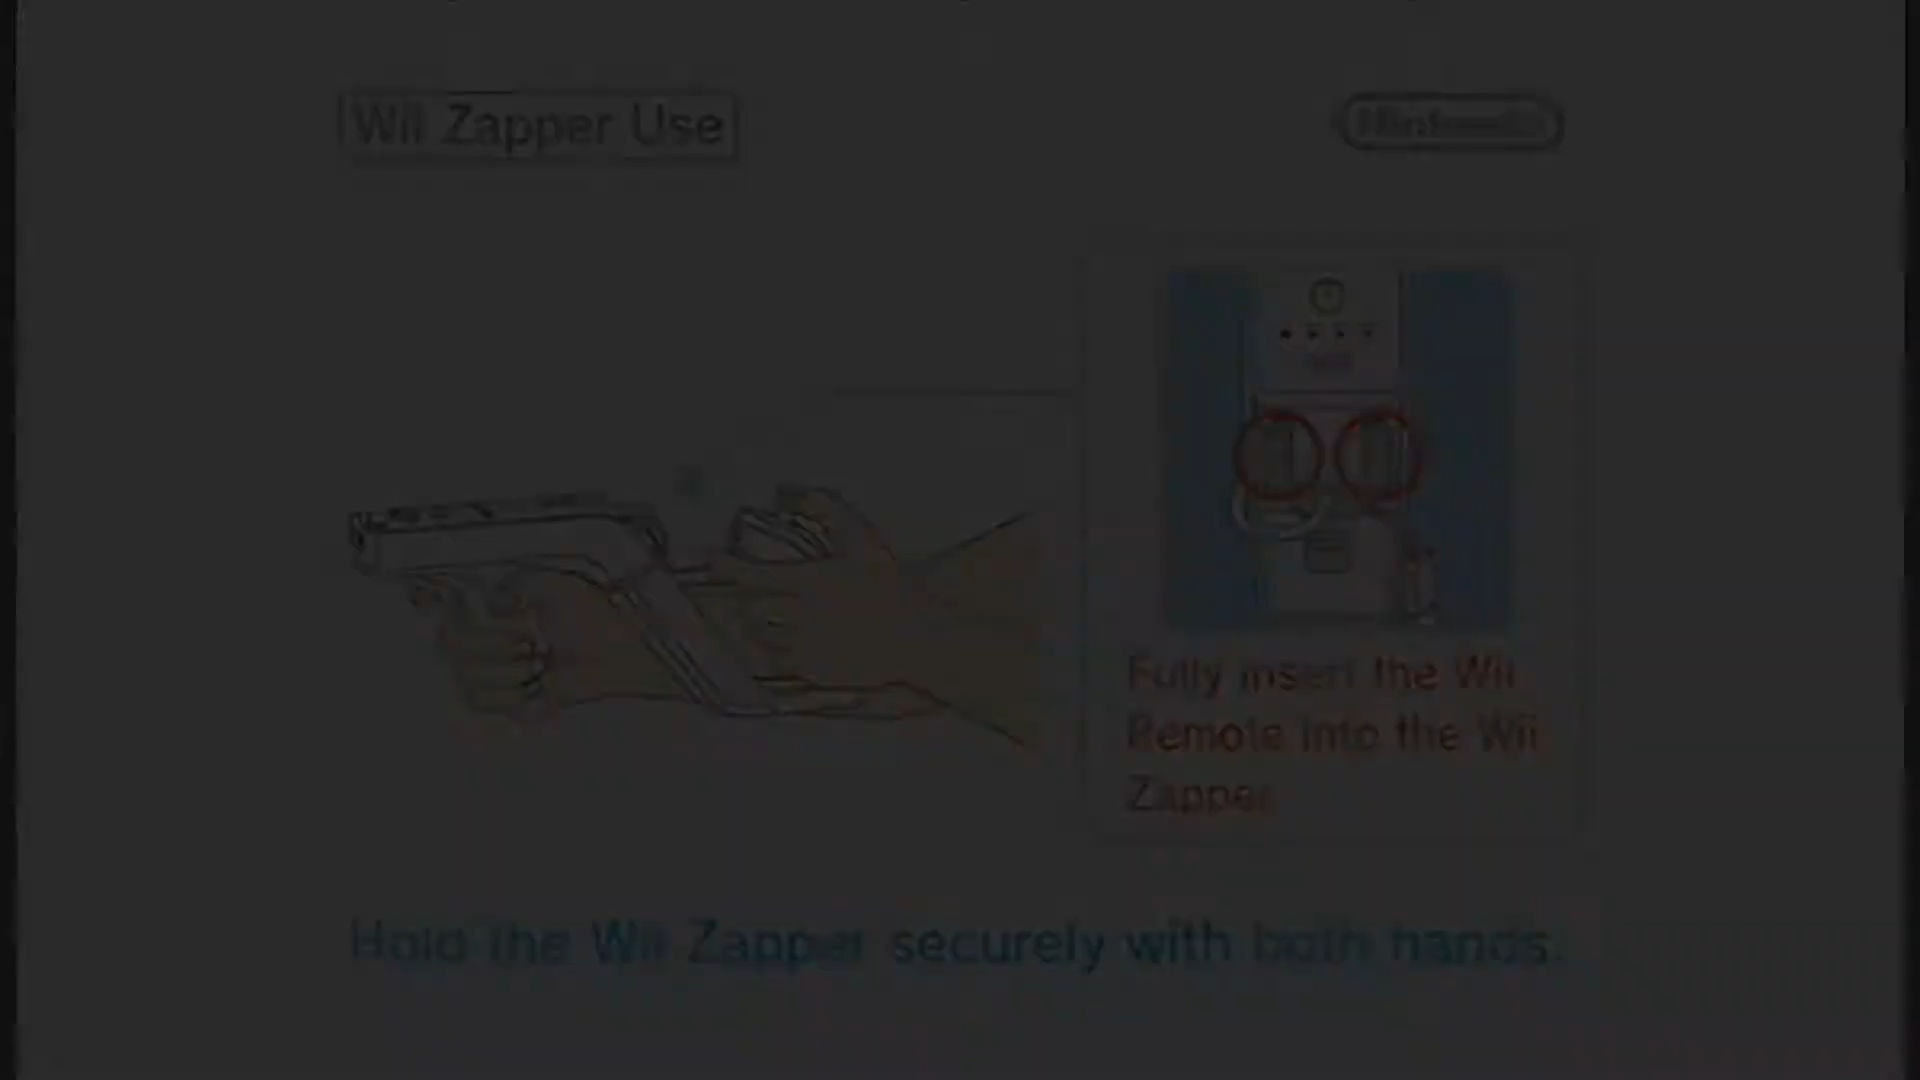 Wii Zapper Use
Nintendo
Fully insert the Wii
Remote into the Wii
Zapper.
Hold the Wii Zapper securely with both hands.